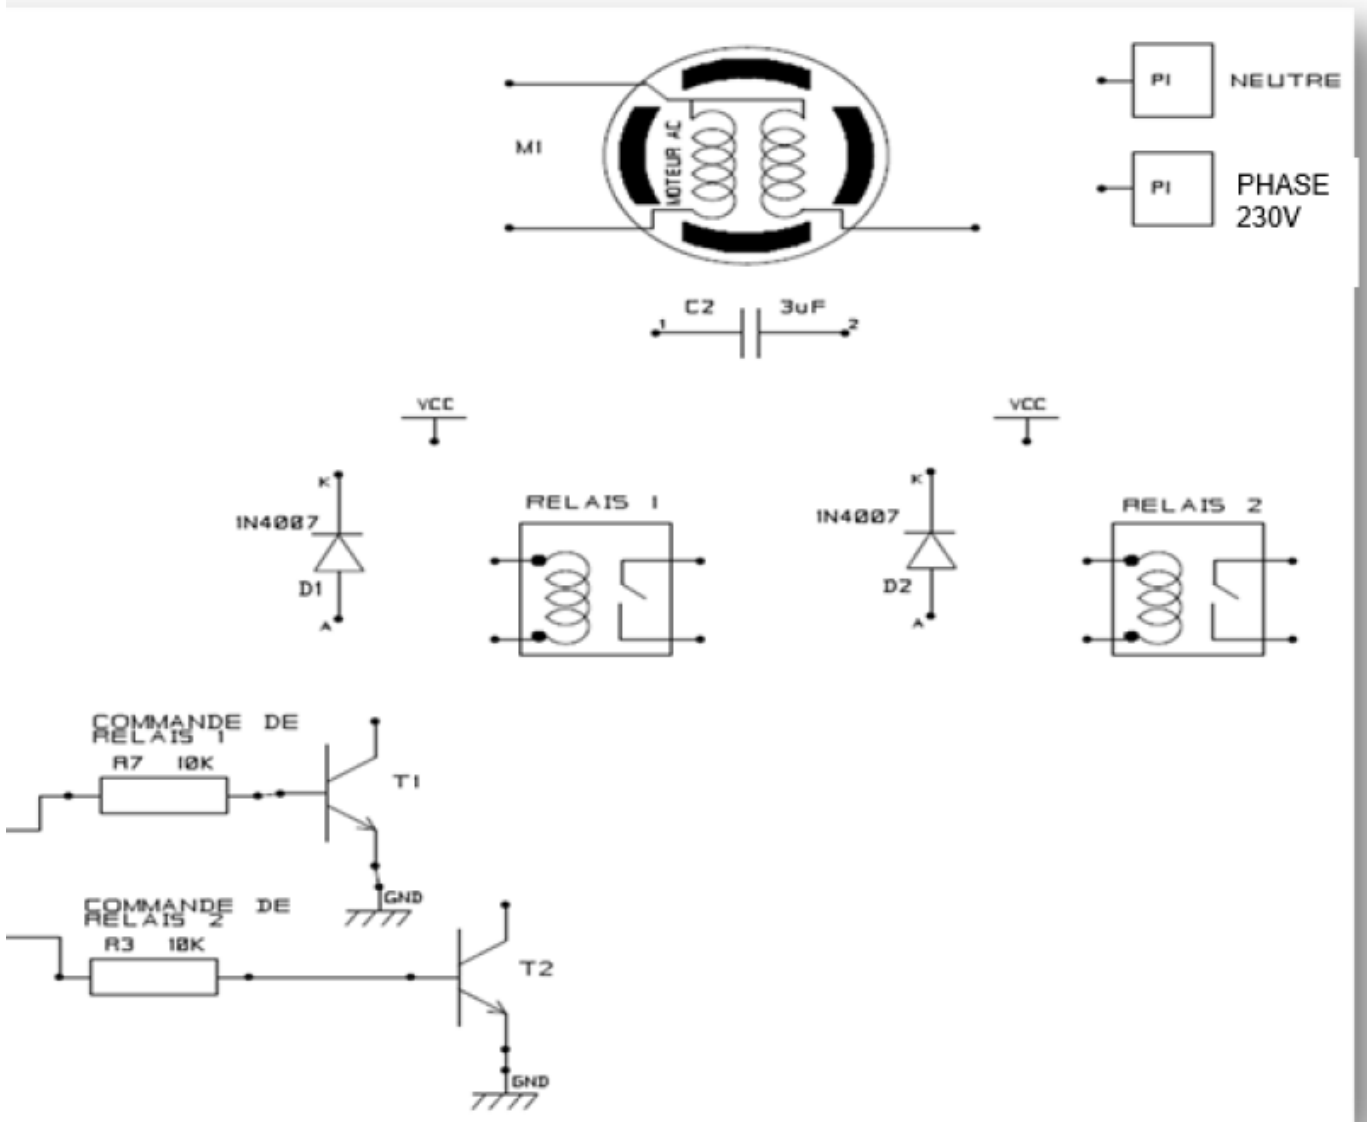 PI NEUTRE
M1
MOTEUR AC
PI PHASE
230V
C2 3uF
1 2
VCC
VCC
K
K
RELAIS 1
RELAIS 2
1N4007
1N4007
D1
D2
A
A
COMMANDE DE
RELAIS 1
R7 10K
T1
GND
COMMANDE DE
RELAIS 2
R3 10K
T2
GND